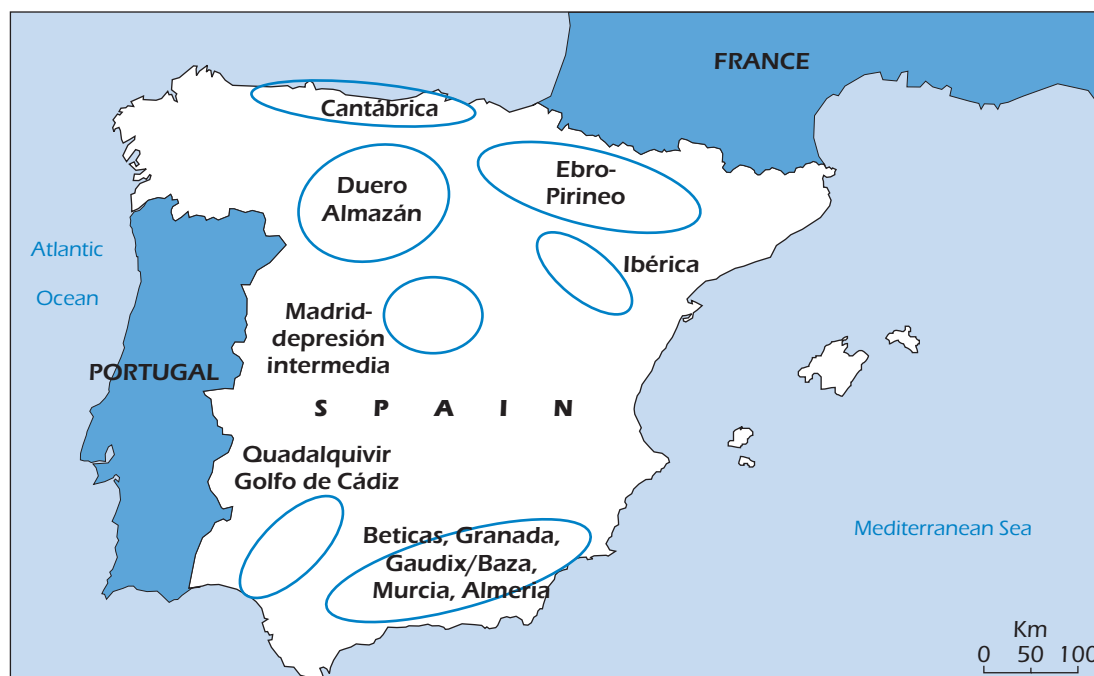 FRANCE
Cantábrica
Ebro-
Pirineo
Duero
Almazán
Atlantic
Ocean
Ibérica
Madrid-
depresión
intermedia
PORTUGAL
S P A I N
Quadalquivir
Golfo de Cádiz
Mediterranean Sea
Beticas, Granada,
Gaudix/Baza,
Murcia, Almeria
Km
0 50 100